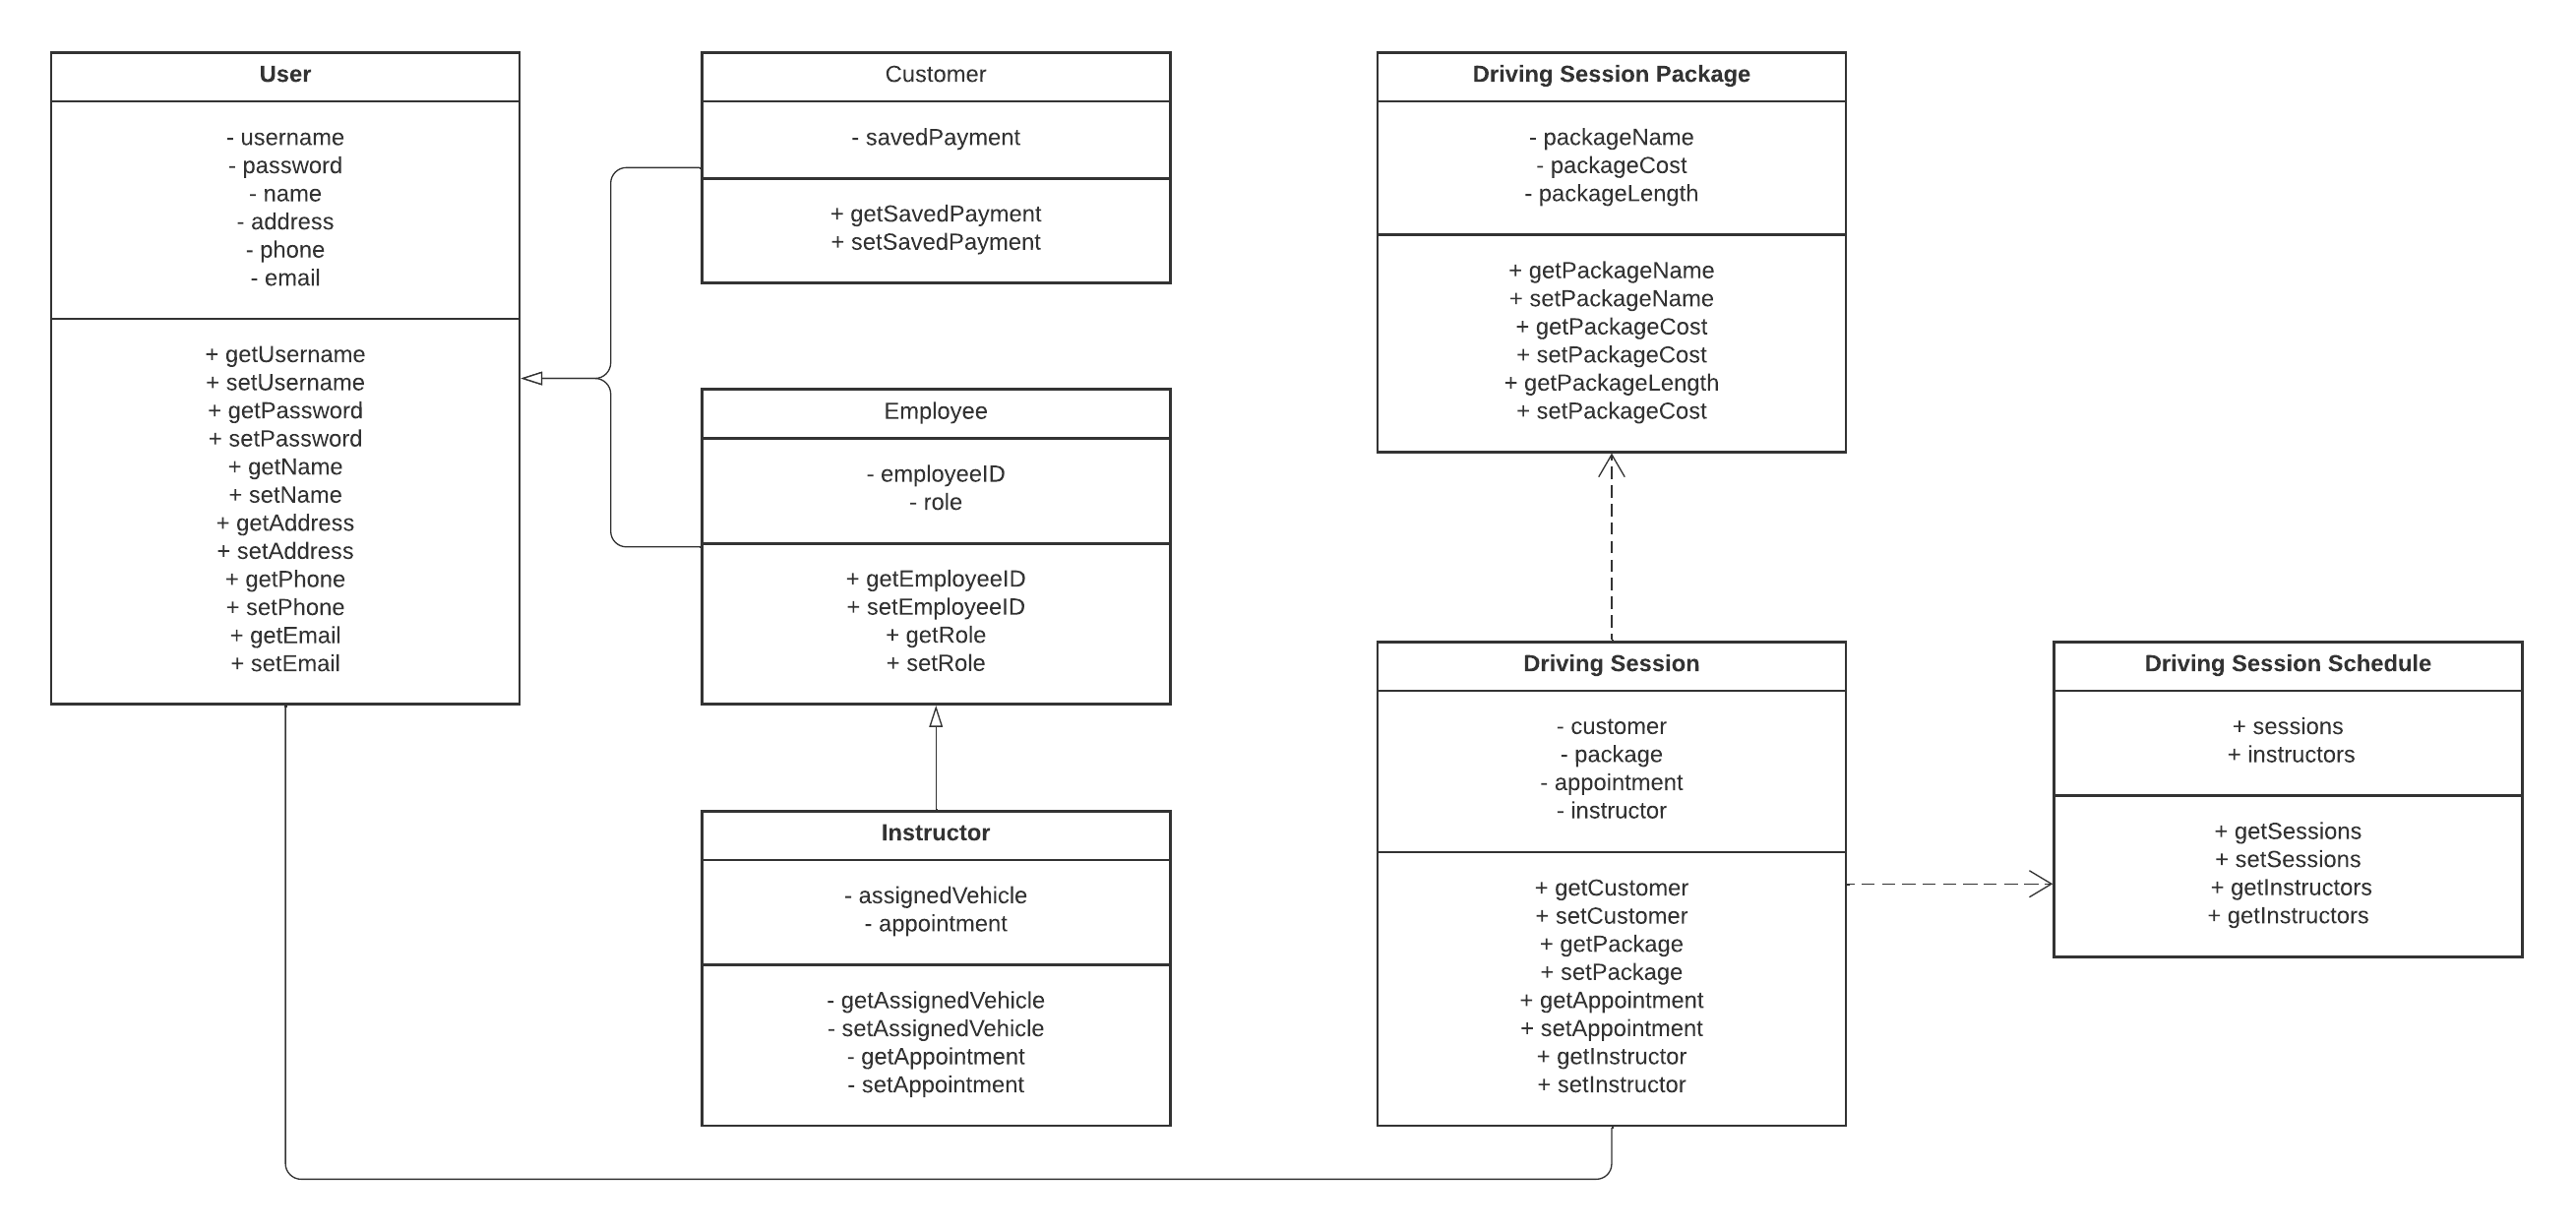 User
- username
- password
- name
- address
- phone
- email
+ getUsername
+ setUsername
+ getPassword
+ setPassword
+ getName
+ setName
+ getAddress
+ setAddress
+ getPhone
+ setPhone
+ getEmail
+ setEmail
Customer
- savedPayment
+ getSavedPayment
+ setSavedPayment
Employee
- employeeID
- role
+ getEmployeeID
+ setEmployeeID
+ getRole
+ setRole
Instructor
- assignedVehicle
- appointment
- getAssignedVehicle
- setAssignedVehicle
- getAppointment
- setAppointment
Driving Session Package
- packageName
- packageCost
- packageLength
+ getPackageName
+ setPackageName
+ getPackageCost
+ setPackageCost
+ getPackageLength
+ setPackageCost
Driving Session
- customer
- package
- appointment
- instructor
+ getCustomer
+ setCustomer
+ getPackage
+ setPackage
+ getAppointment
+ setAppointment
+ getInstructor
+ setInstructor
Driving Session Schedule
+ sessions
+ instructors
+ getSessions
+ setSessions
+ getInstructors
+ getInstructors